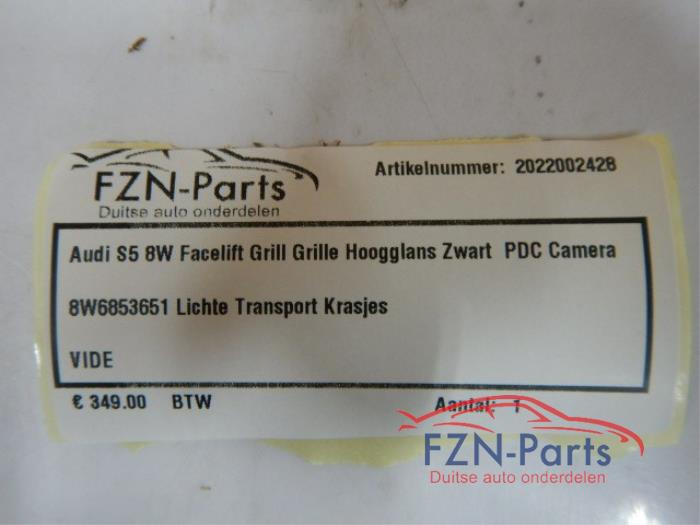 Artikelnummer: 2022002428
FZN-Parts
Duitse auto onderdelen
Audi S5 8W Facelift Grill Grille Hoogglans Zwart PDC Camera
8W6853651 Lichte Transport Krasjes
VIDE
€ 349.00 BTW Aantal: 1
FZN-Parts
Duitse auto onderdelen